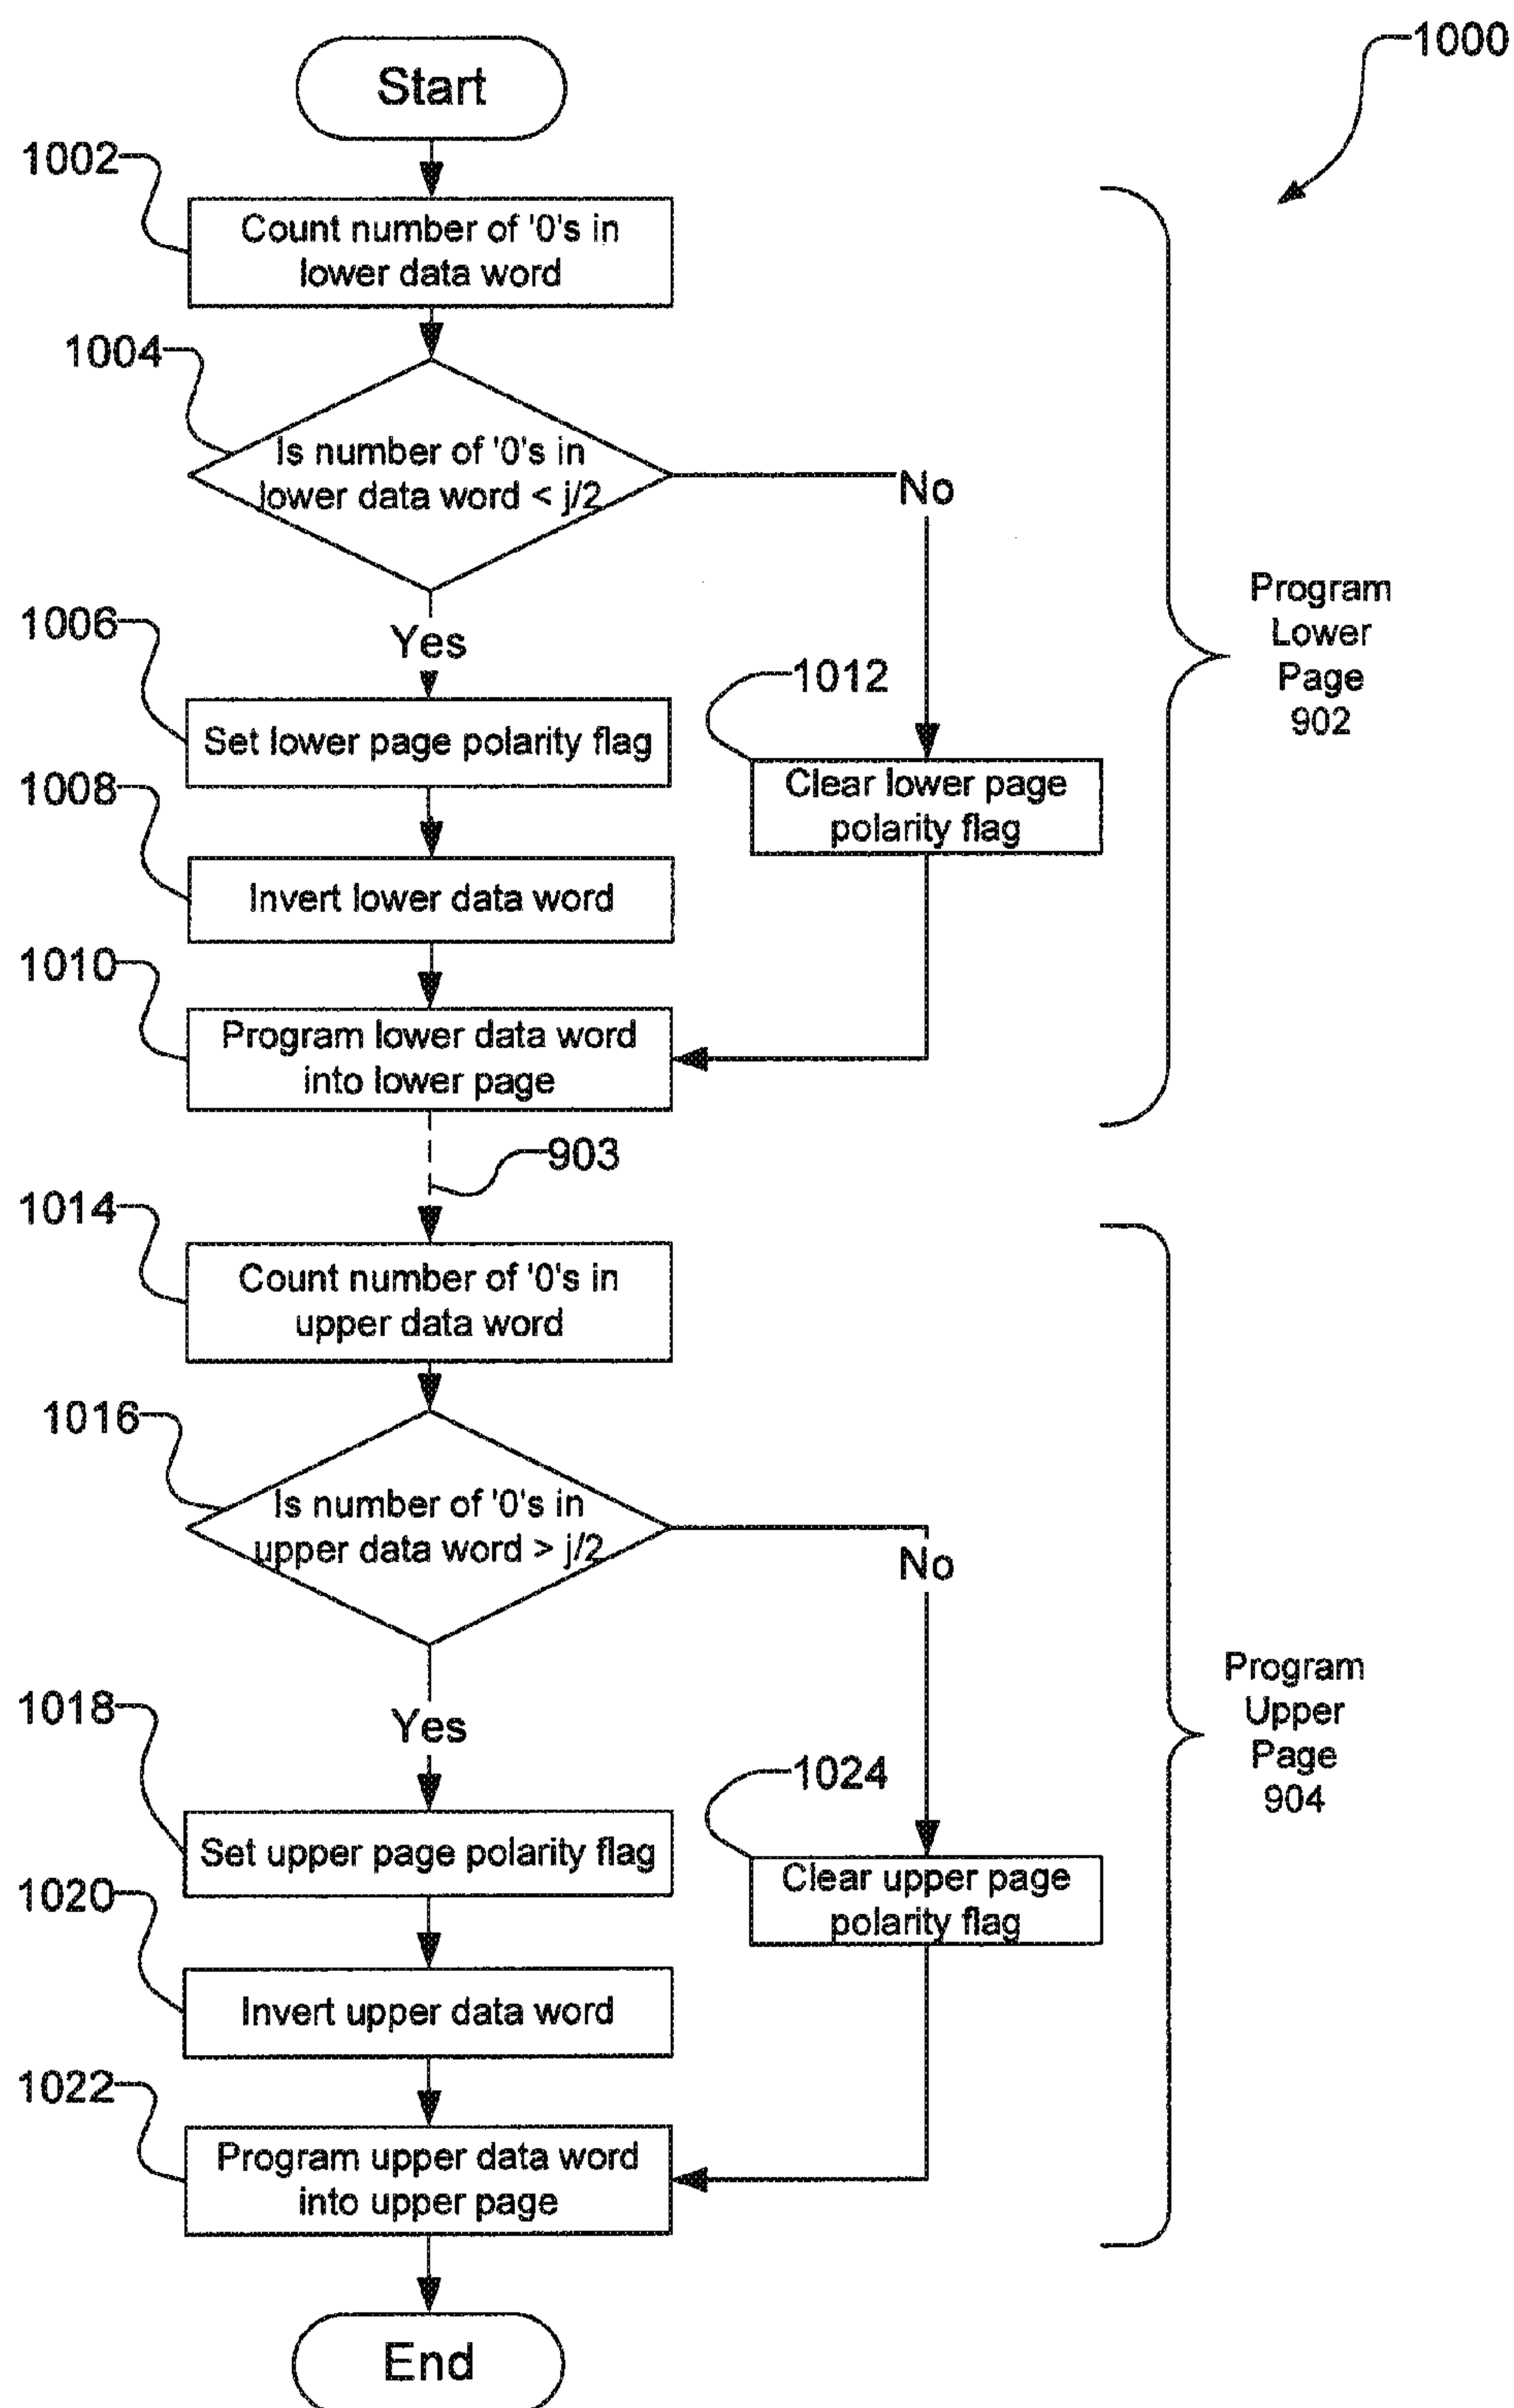 1000
Start
1002
Count number of '0's in
lower data word
1004
Is number of '0's in
lower data word < j/2
No
Yes
1006
Set lower page polarity flag
1012
Clear lower page
polarity flag
Program
Lower
Page
902
1008
Invert lower data word
1010
Program lower data word
into lower page
903
1014
Count number of '0's in
upper data word
1016
Is number of '0's in
upper data word > j/2
No
Yes
1018
Set upper page polarity flag
1024
Clear upper page
polarity flag
Program
Upper
Page
904
1020
Invert upper data word
1022
Program upper data word
into upper page
End